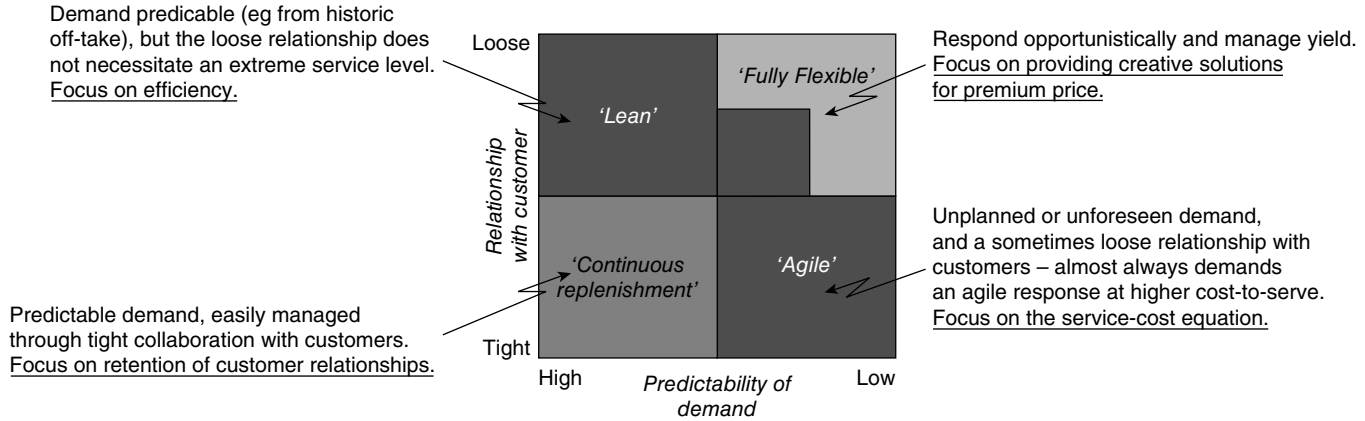 Demand predicable (eg from historic
off-take), but the loose relationship does
not necessitate an extreme service level.
Focus on efficiency.
Loose
Relationship
with customer
Tight
‘Lean’
‘Fully Flexible’
‘Continuous
replenishment’
‘Agile’
High
Predictability of
demand
Low
Respond opportunistically and manage yield.
Focus on providing creative solutions
for premium price.
Unplanned or unforeseen demand,
and a sometimes loose relationship with
customers – almost always demands
an agile response at higher cost-to-serve.
Focus on the service-cost equation.
Predictable demand, easily managed
through tight collaboration with customers.
Focus on retention of customer relationships.